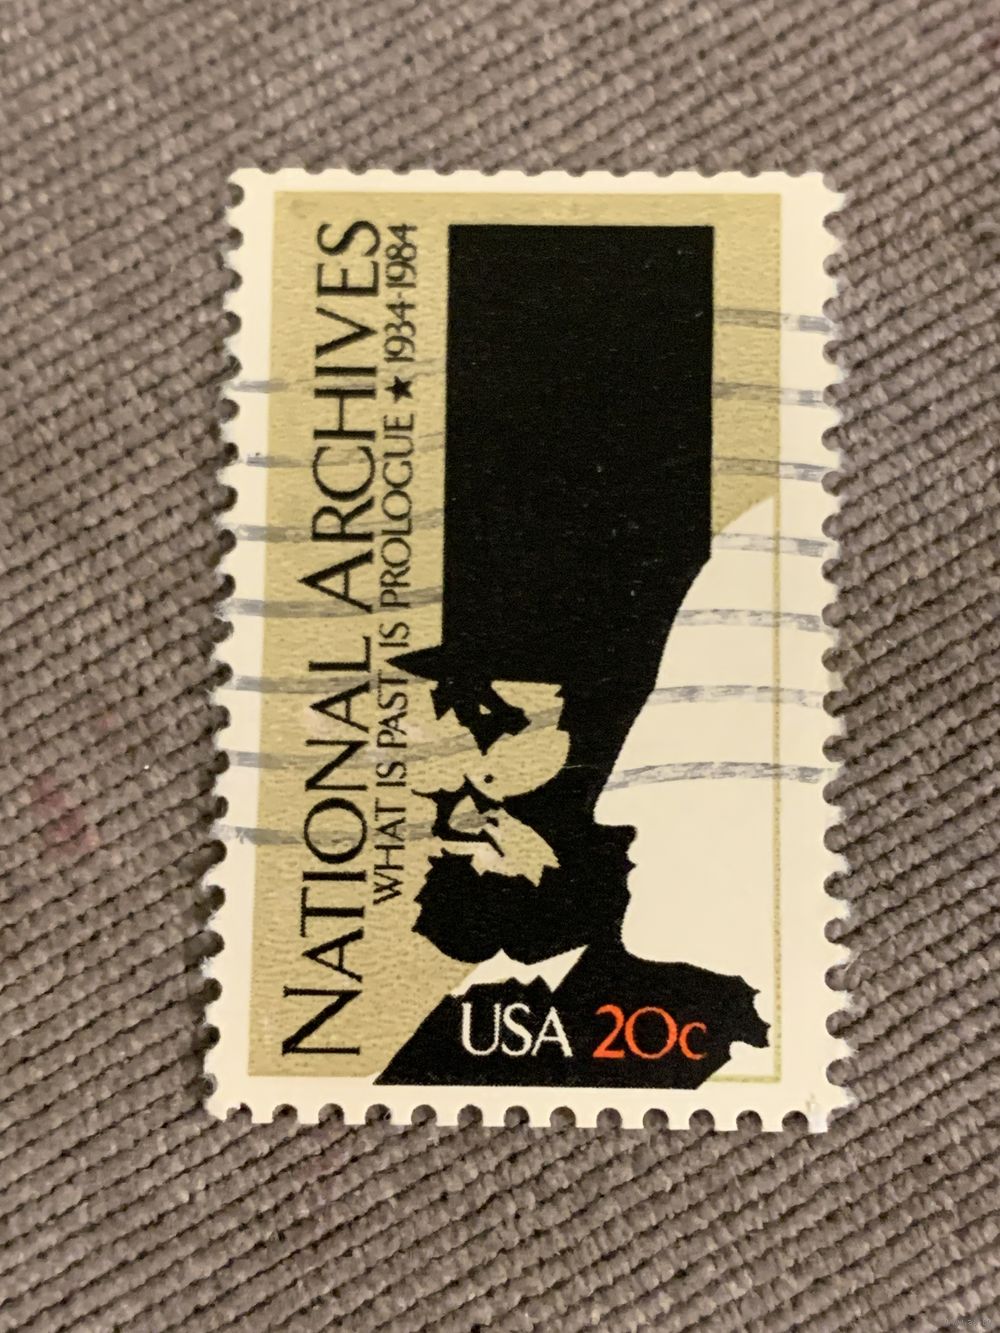 NATIONAL ARCHIVES
WHAT IS PAST IS PROLOGUE ★ 1934-1984
USA 20c